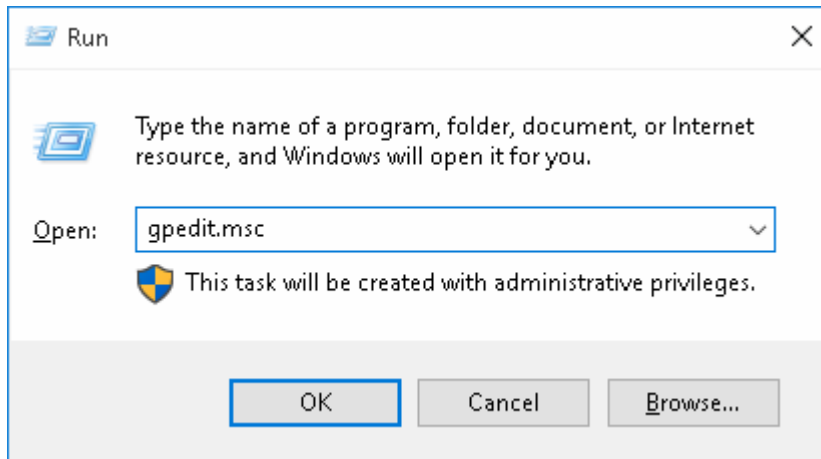 Run
Type the name of a program, folder, document, or Internet
resource, and Windows will open it for you.
Open: gpedit.msc
This task will be created with administrative privileges.
OK Cancel Browse...